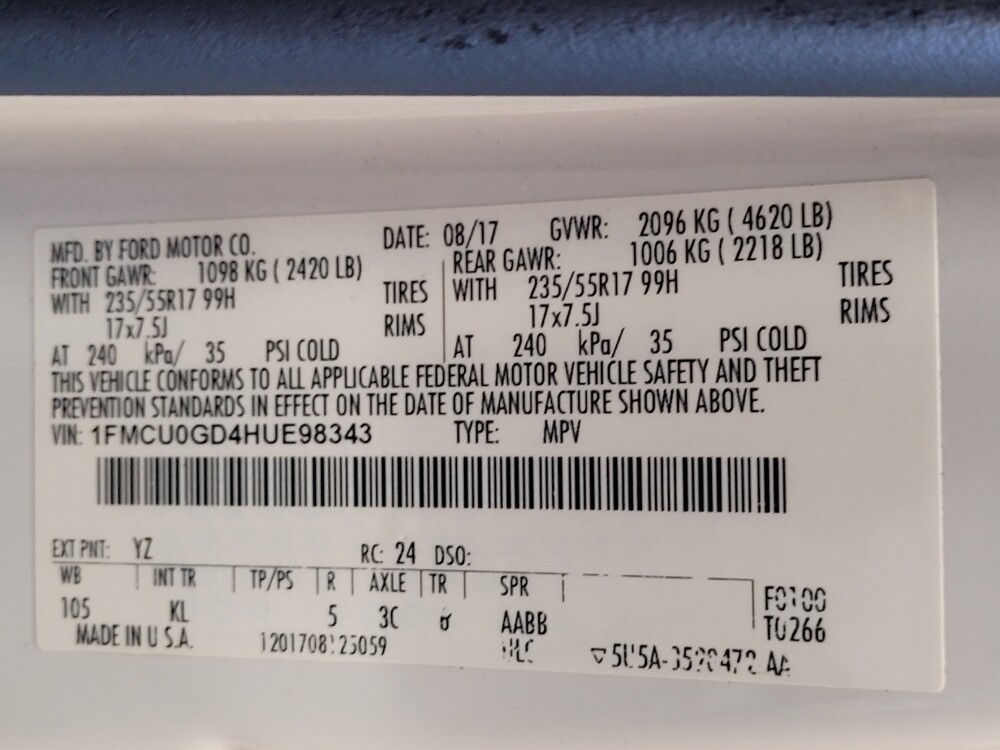 MFD. BY FORD MOTOR CO. DATE: 08/17 GVWR: 2096 KG ( 4620 LB)
FRONT GAWR: 1098 KG ( 2420 LB) REAR GAWR: 1006 KG ( 2218 LB)
WITH 235/55R17 99H TIRES WITH 235/55R17 99H TIRES
17x7.5J RIMS 17x7.5J RIMS
AT 240 kPa/ 35 PSI COLD AT 240 kPa/ 35 PSI COLD
THIS VEHICLE CONFORMS TO ALL APPLICABLE FEDERAL MOTOR VEHICLE SAFETY AND THEFT
PREVENTION STANDARDS IN EFFECT ON THE DATE OF MANUFACTURE SHOWN ABOVE.
VIN: 1FMCU0GD4HUE98343 TYPE: MPV
EXT PNT: YZ RC: 24 DSO:
WB INT TR TP/PS R AXLE TR SPR
105 KL 5 3C AABB
T0266
MADE IN U.S.A.